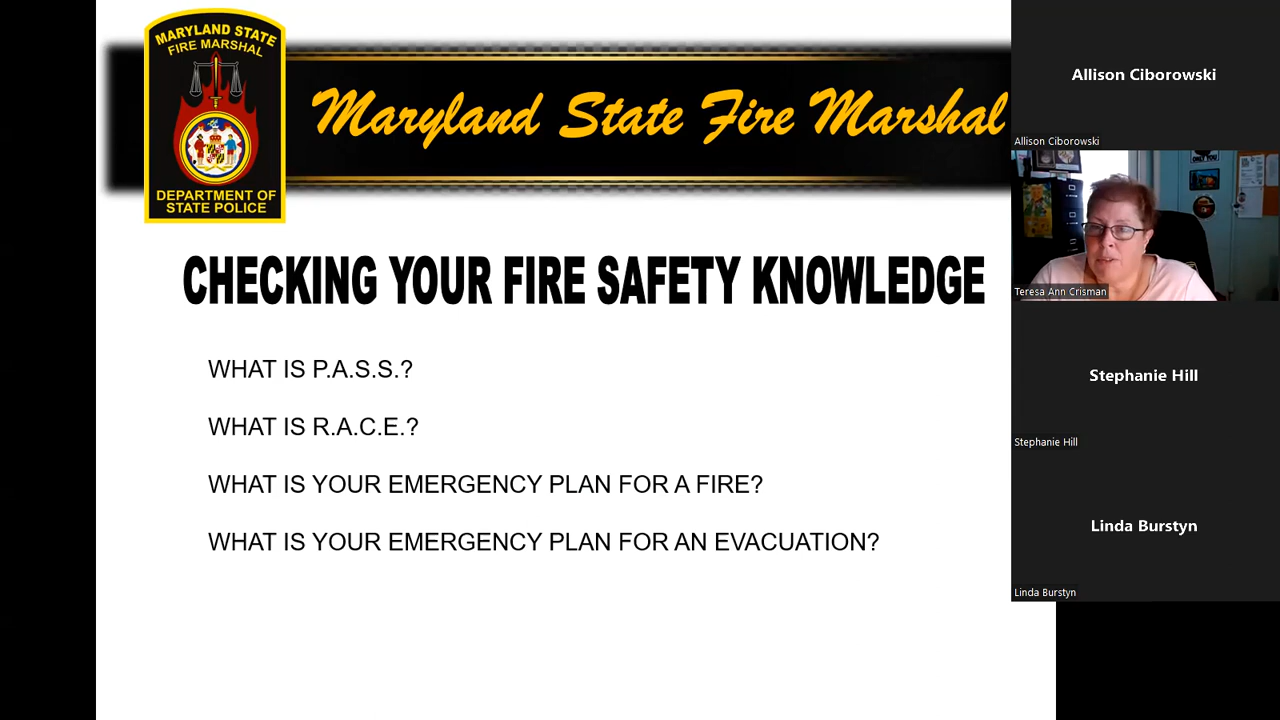 MARYLAND STATE
FIRE MARSHAL
DEPARTMENT OF
STATE POLICE
Maryland State Fire Marshal
CHECKING YOUR FIRE SAFETY KNOWLEDGE
WHAT IS P.A.S.S.?
WHAT IS R.A.C.E.?
WHAT IS YOUR EMERGENCY PLAN FOR A FIRE?
WHAT IS YOUR EMERGENCY PLAN FOR AN EVACUATION?
Allison Ciborowski
Allison Ciborowski
ONLY YOU
Teresa Ann Crisman
Stephanie Hill
Stephanie Hill
Linda Burstyn
Linda Burstyn